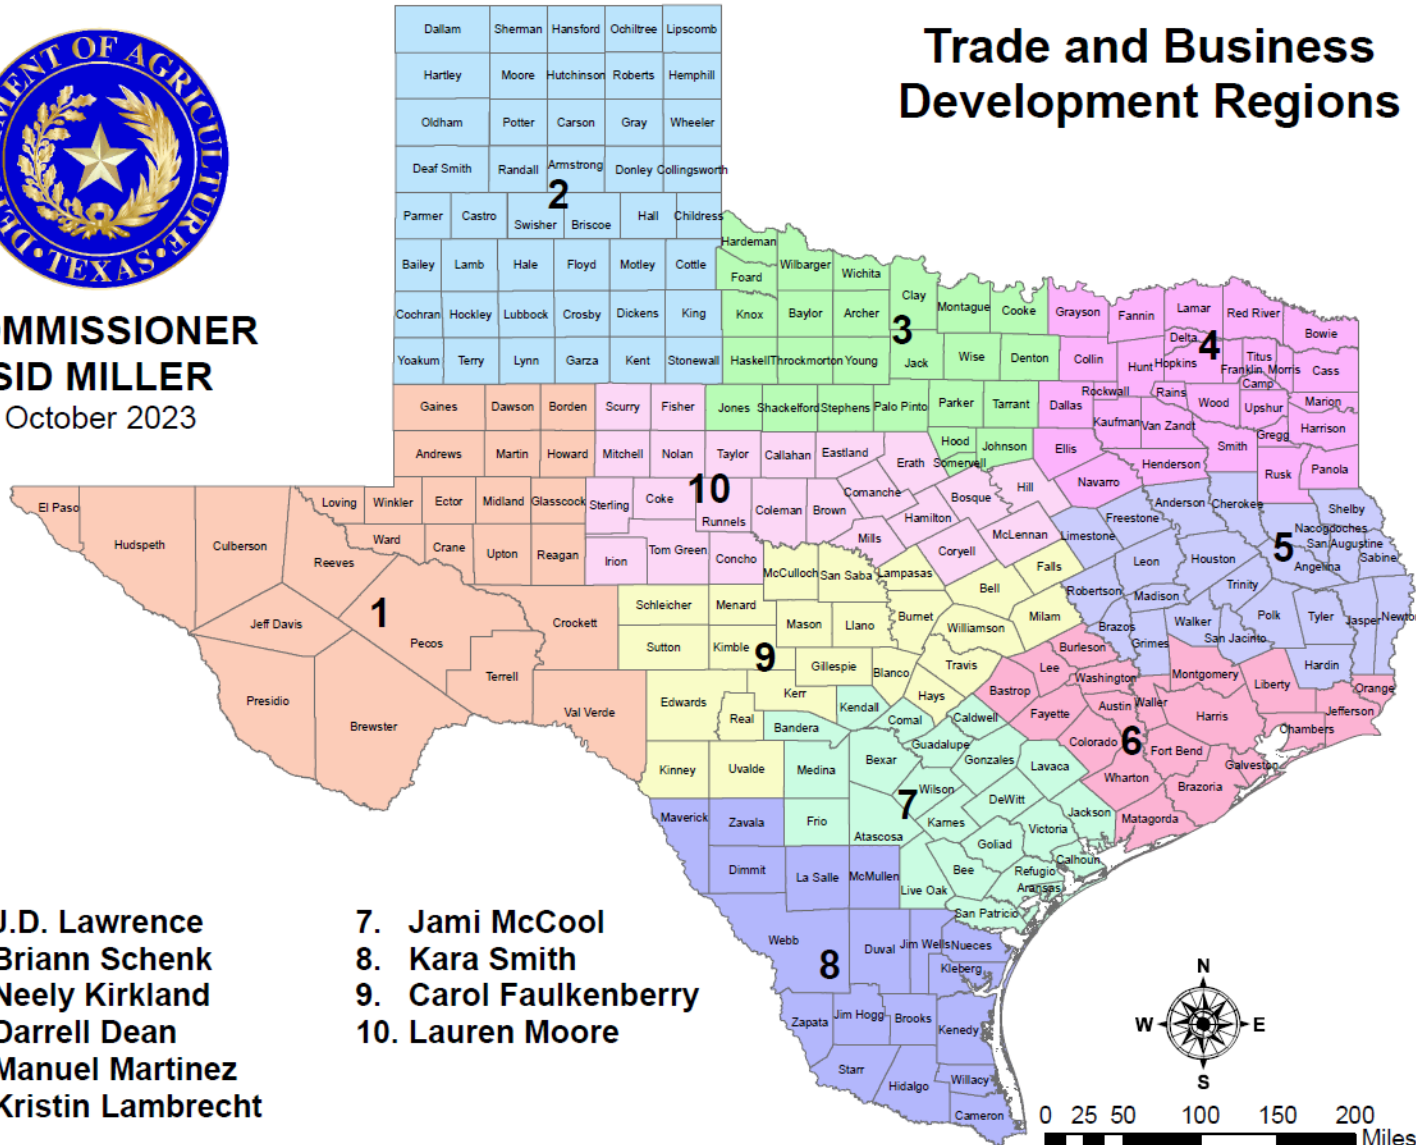 Trade and Business
Development Regions
MENT OF AGRICULTURE
TEXAS
OMMISSIONER
SID MILLER
October 2023
Dallam Sherman Hansford Ochiltree Lipscomb
Hartley Moore Hutchinson Roberts Hemphill
Oldham Potter Carson Gray Wheeler
Deaf Smith Randall Armstrong Donley Collingsworth
2
Parmer Castro Swisher Briscoe Hall Childress
Bailey Lamb Hale Floyd Motley Cottle
Cochran Hockley Lubbock Crosby Dickens King
Yoakum Terry Lynn Garza Kent Stonewall
Hardeman
Foard Wilbarger Wichita
Clay Montague Cooke
Knox Baylor Archer
3
Haskell Throckmorton Young Jack Wise Denton
Jones Shackelford Stephens Palo Pinto Parker Tarrant
Hood Johnson
Somervell
Grayson Fannin Lamar Red River Bowie
Delta
4
Collin Hunt Hopkins Franklin Titus Morris Cass
Camp
Rockwall Rains Wood Upshur Marion
Dallas Kaufman Van Zandt Gregg Harrison
Ellis Smith
Henderson Rusk Panola
Navarro
Gaines Dawson Borden
Andrews Martin Howard
El Paso Hudspeth Culberson Reeves Loving Winkler Ector Midland Glasscock
Ward Crane Upton Reagan
Jeff Davis
1
Pecos Crockett
Terrell
Presidio Brewster Val Verde
Scurry Fisher
Mitchell Nolan Taylor Callahan Eastland Erath
10
Sterling Coke Runnels Coleman Brown Comanche Bosque Hill
Hamilton
Irion Tom Green Concho Mills Coryell McLennan
Anderson Cherokee Shelby
Freestone Nacogdoches
Limestone San Augustine
5
Sabine
Leon Houston Angelina
Robertson Madison Trinity
Brazos Walker Polk Tyler Jasper Newton
Grimes San Jacinto
Hardin
McCulloch San Saba Lampasas Falls
Bell
Schleicher Menard Mason Llano Burnet Milam
Williamson
Sutton Kimble
9
Gillespie Blanco Travis
Edwards Kerr Hays
Real
Kinney Uvalde
Burleson
Lee Washington Montgomery Liberty Orange
Bastrop
Fayette Austin Waller Harris Jefferson
Chambers
Colorado
6
Fort Bend Galveston
Wharton Brazoria
Matagorda
Kendall
Bandera Comal Caldwell
Guadalupe
Medina Bexar Gonzales Lavaca
7
Wilson DeWitt
Frio Atascosa Karnes Victoria Jackson
Goliad
Bee Refugio Calhoun
Live Oak Aransas
San Patricio
Maverick Zavala
Dimmit La Salle McMullen
Webb Duval Jim Wells Nueces
8
Kleberg
Zapata Jim Hogg Brooks Kenedy
Starr Hidalgo Willacy
Cameron
J.D. Lawrence
Briann Schenk
Neely Kirkland
Darrell Dean
Manuel Martinez
Kristin Lambrecht
7. Jami McCool
8. Kara Smith
9. Carol Faulkenberry
10. Lauren Moore
N
W E
S
0 25 50 100 150 200
Miles